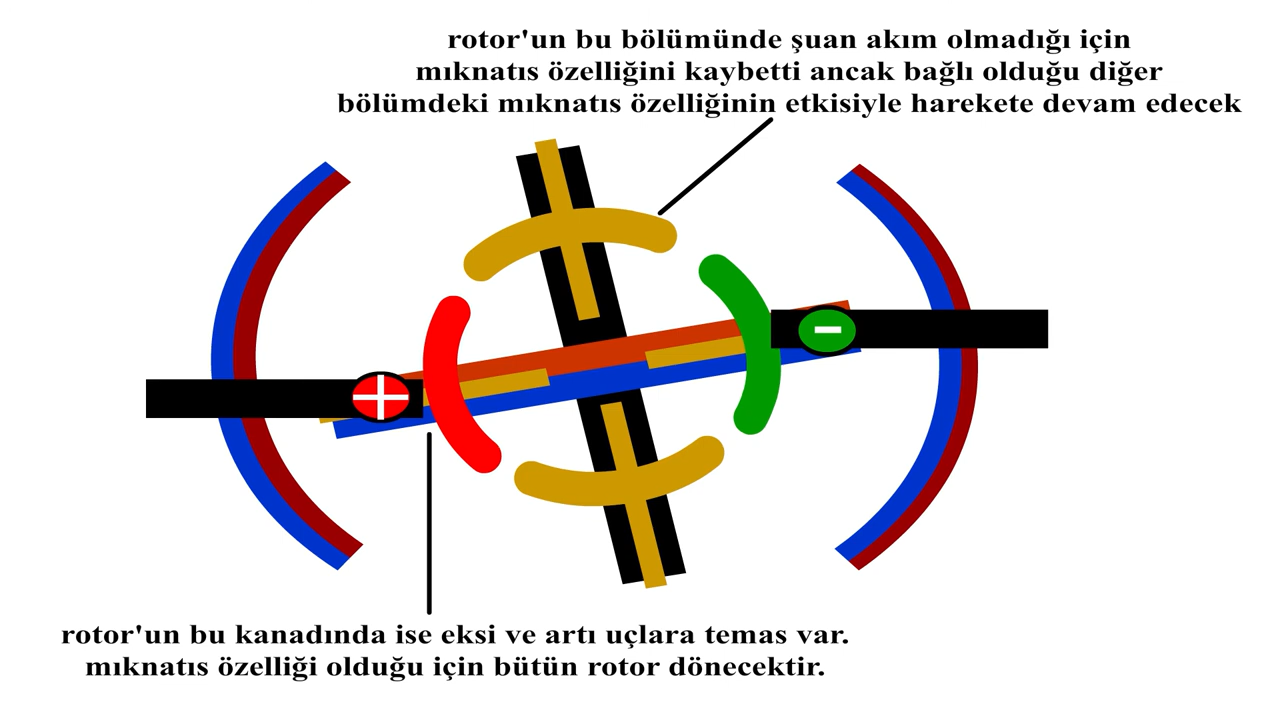 rotor'un bu bölümünde şuan akım olmadığı için
mıknatıs özelliğini kaybetti ancak bağlı olduğu diğer
bölümdeki mıknatıs özelliğinin etkisiyle harekete devam edecek
+
-
rotor'un bu kanadında ise eksi ve artı uçlara temas var.
mıknatıs özelliği olduğu için bütün rotor dönecektir.